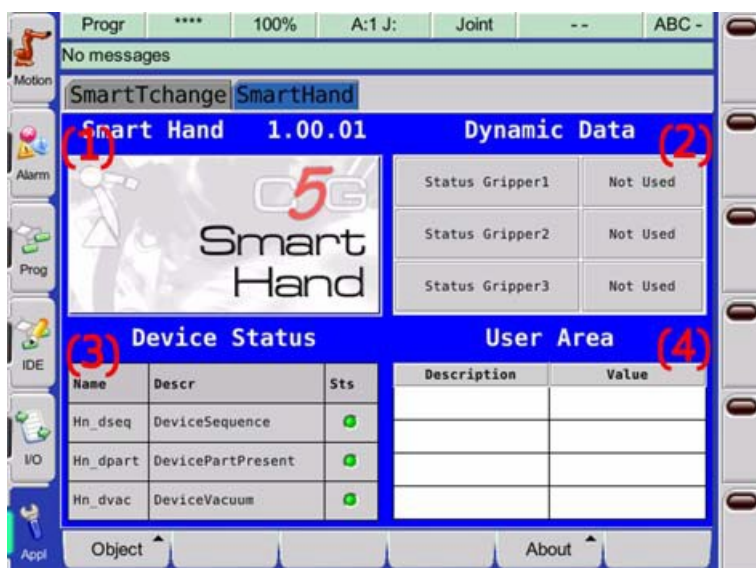 Progr **** 100% A:1 J: Joint -- ABC -
No messages
SmartTchange SmartHand
Smart Hand 1.00.01
(1)
C5G
Smart
Hand
Dynamic Data
(2)
Status Gripper1 Not Used
Status Gripper2 Not Used
Status Gripper3 Not Used
Device Status
(3)
Name Descr Sts
Hn_dseq DeviceSequence
Hn_dpart DevicePartPresent
Hn_dvac DeviceVacuum
User Area
(4)
Description Value
Motion
Alarm
Prog
IDE
I/O
Appl
Object About